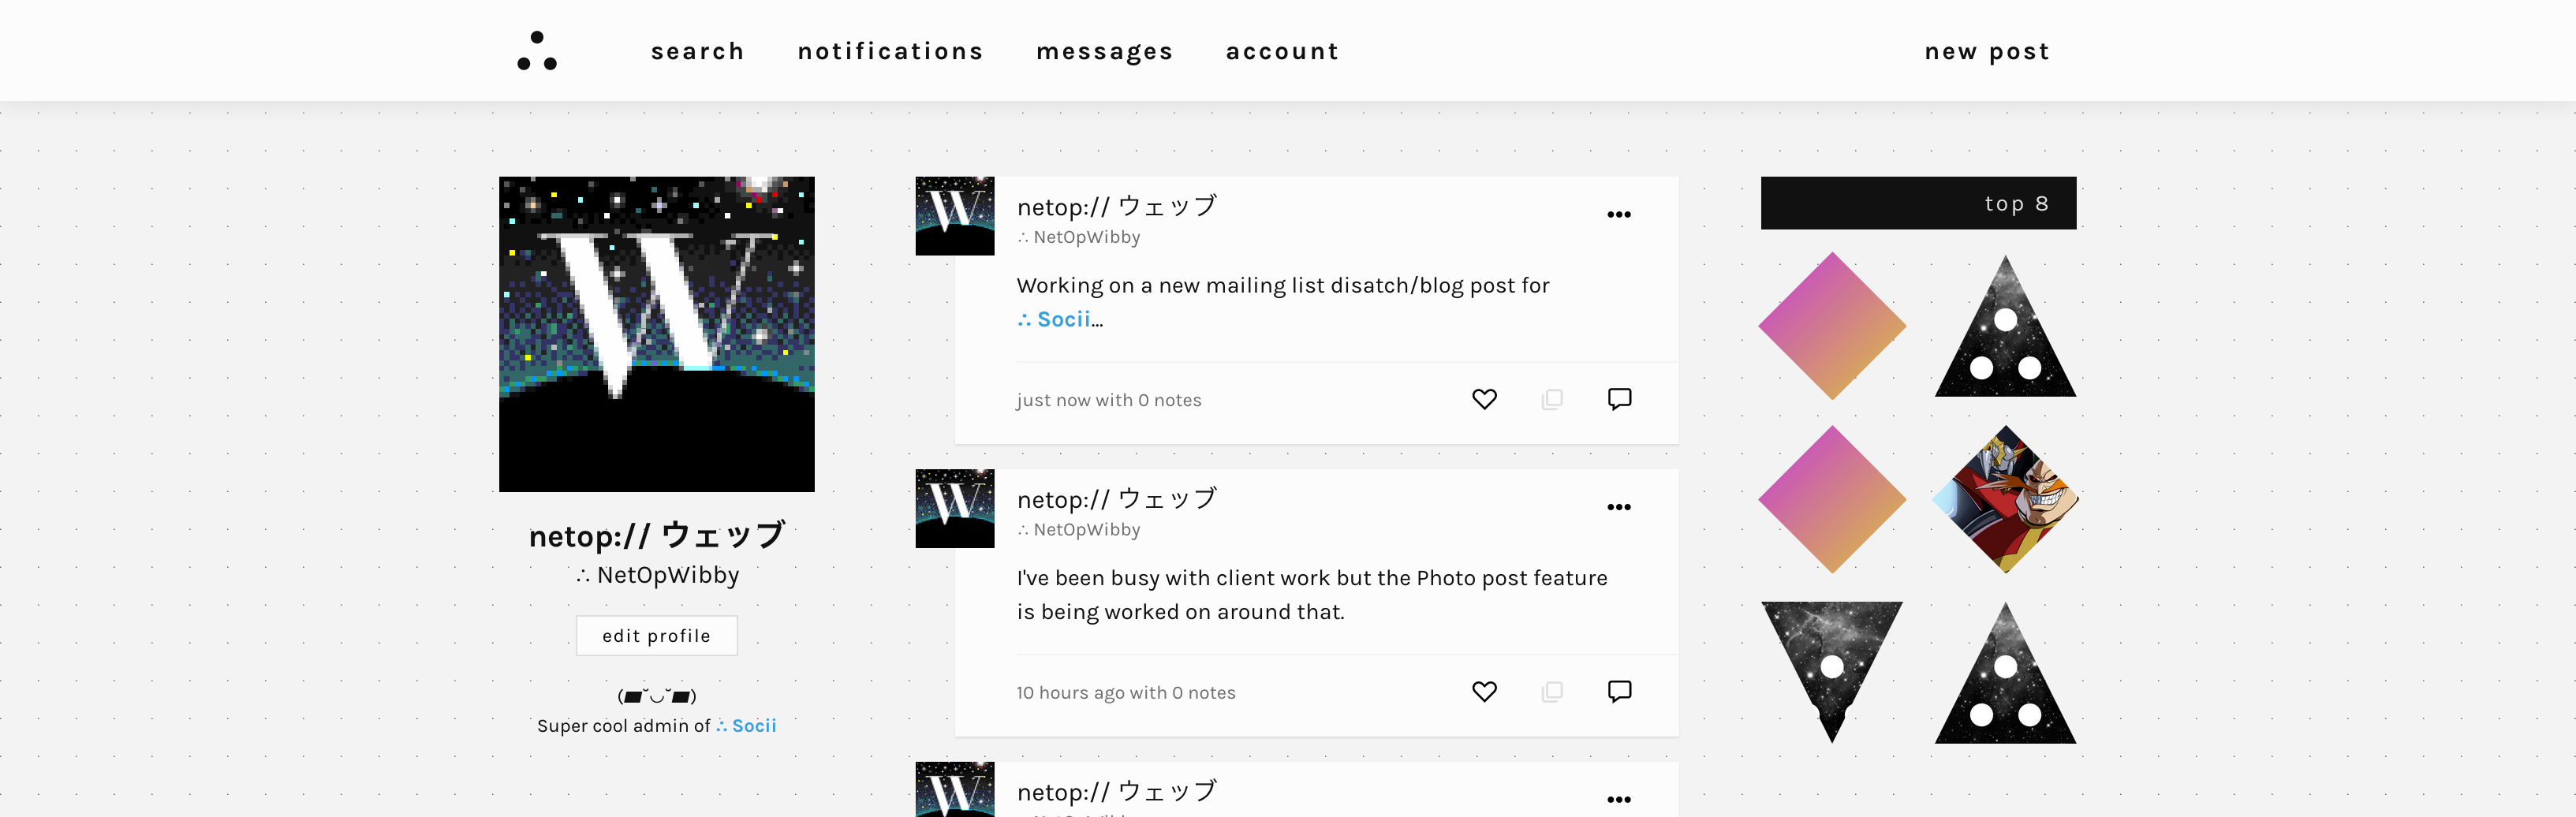 search notifications messages account new post
netop:// ウェッブ
∴ NetOpWibby
edit profile
(▰˘◡˘▰)
Super cool admin of ∴ Socii
netop:// ウェッブ
∴ NetOpWibby
Working on a new mailing list disatch/blog post for
∴ Socii...
just now with 0 notes
netop:// ウェッブ
∴ NetOpWibby
I've been busy with client work but the Photo post feature
is being worked on around that.
10 hours ago with 0 notes
netop:// ウェッブ
top 8